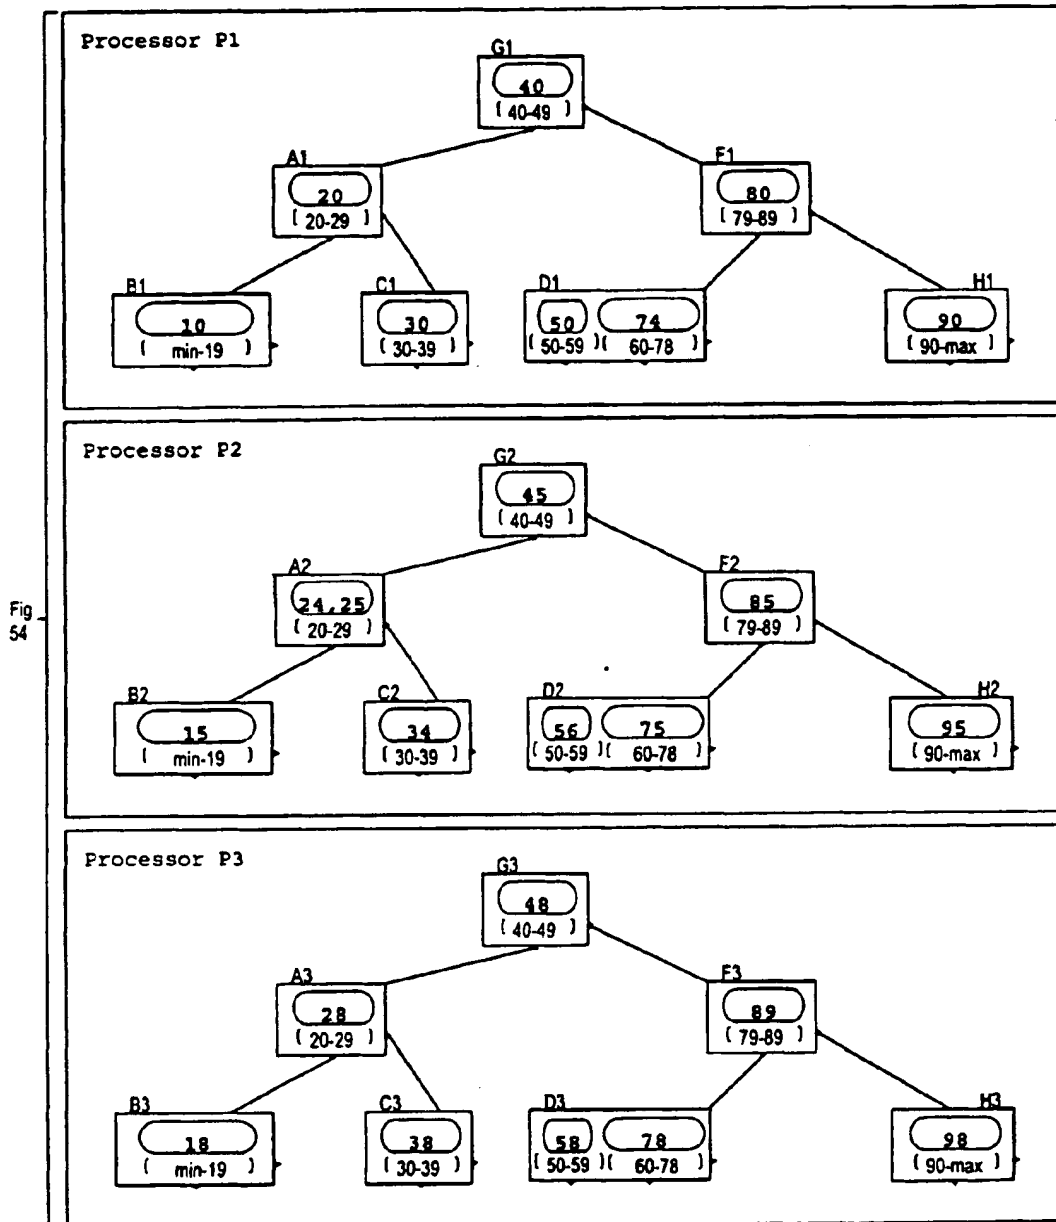 Processor P1
G1
40
( 40-49 )
A1
20
( 20-29 )
F1
80
( 79-89 )
B1
10
( min-19 )
C1
30
( 30-39 )
D1
50 74
(50-59)( 60-78
H1
90
( 90-max )
Processor P2
G2
45
( 40-49 )
A2
24,25
( 20-29 )
F2
85
( 79-89 )
Fig
54
B2
15
( min-19 )
C2
34
( 30-39 )
D2
56 75
(50-59)( 60-78
H2
95
( 90-max )
Processor P3
G3
48
( 40-49 )
A3
28
( 20-29 )
F3
89
( 79-89 )
B3
18
( min-19 )
C3
38
( 30-39 )
D3
58 78
(50-59)( 60-78
H3
98
( 90-max )